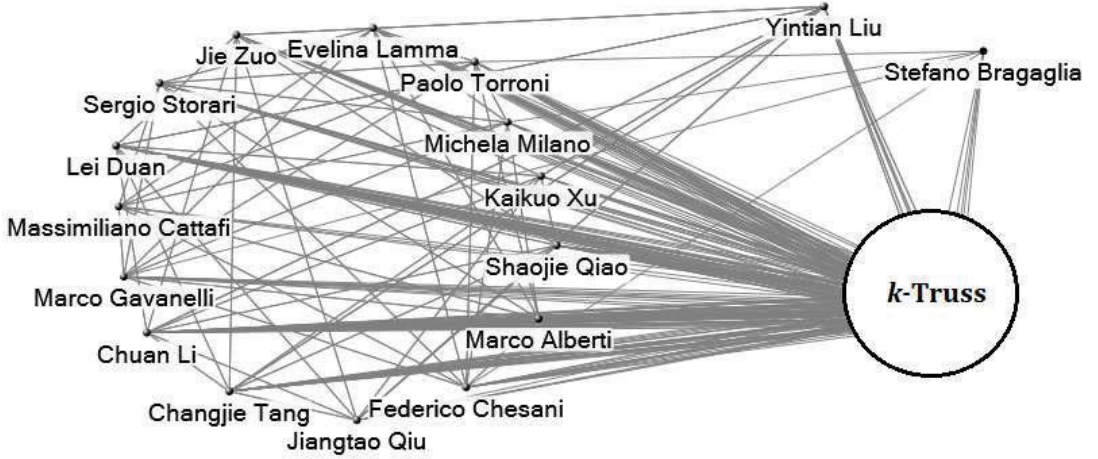 Yintian Liu
Jie Zuo
Evelina Lamma
Paolo Torroni
Stefano Bragaglia
Sergio Storari
Michela Milano
Lei Duan
Kaikuo Xu
Massimiliano Cattafi
Shaojie Qiao
k-Truss
Marco Gavanelli
Marco Alberti
Chuan Li
Changjie Tang
Federico Chesani
Jiangtao Qiu